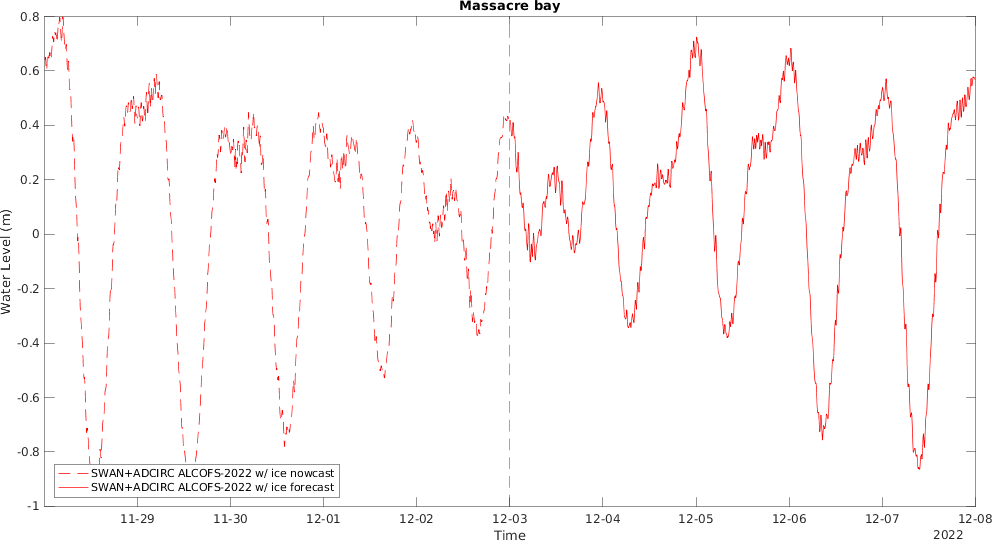 Massacre bay
0.8
0.6
0.4
0.2
0
-0.2
-0.4
-0.6
-0.8
-1
Water Level (m)
SWAN+ADCIRC ALCOFS-2022 w/ ice nowcast
SWAN+ADCIRC ALCOFS-2022 w/ ice forecast
11-29 11-30 12-01 12-02 12-03 12-04 12-05 12-06 12-07 12-08
Time
2022